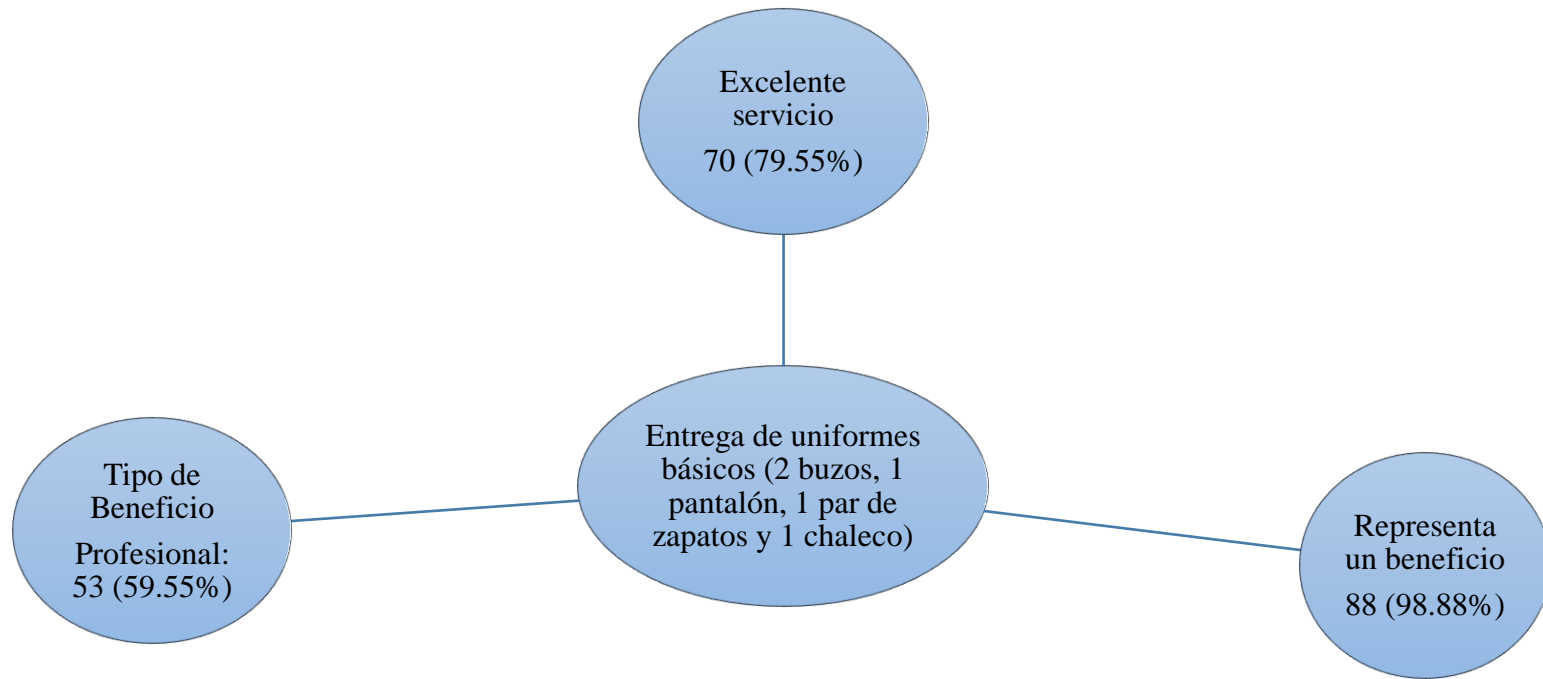 Excelente
servicio
70 (79.55%)
Entrega de uniformes
básicos (2 buzos, 1
pantalón, 1 par de
zapatos y 1 chaleco)
Tipo de
Beneficio
Profesional:
53 (59.55%)
Representa
un beneficio
88 (98.88%)